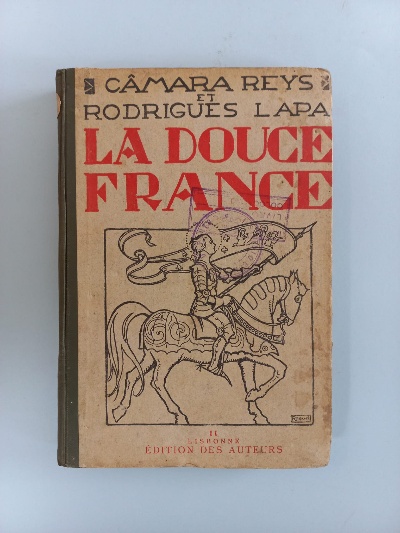 CÂMARA REYS
ET
RODRIGUES LAPA
LA DOUCE
FRANCE
II
LISBONNE
ÉDITION DES AUTEURS